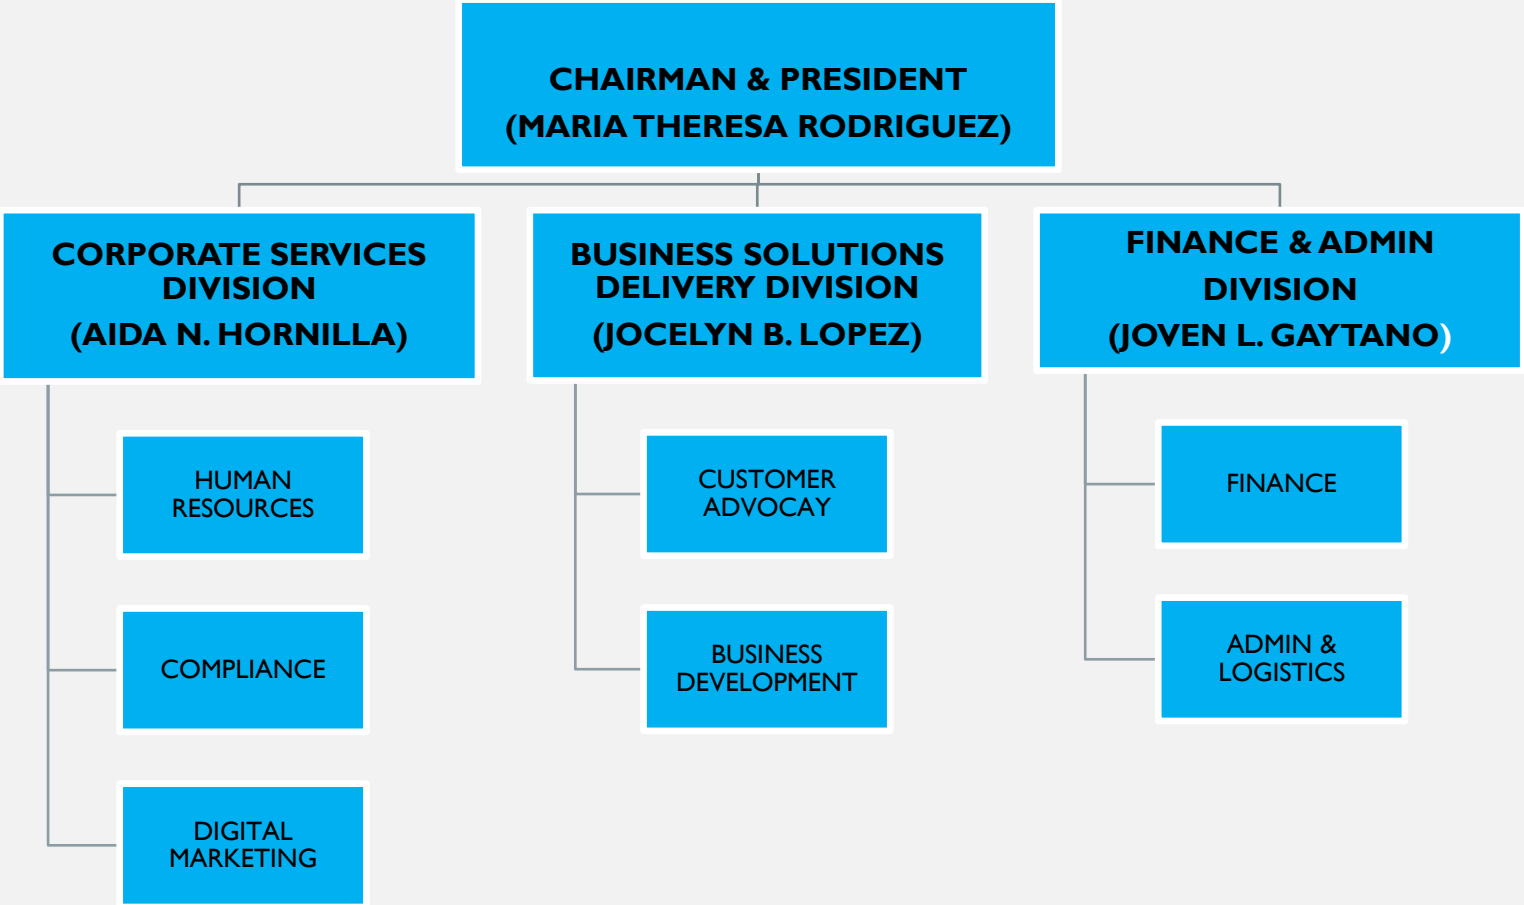 CHAIRMAN & PRESIDENT
(MARIA THERESA RODRIGUEZ)
CORPORATE SERVICES
DIVISION
(AIDA N. HORNILLA)
BUSINESS SOLUTIONS
DELIVERY DIVISION
(JOCELYN B. LOPEZ)
FINANCE & ADMIN
DIVISION
(JOVEN L. GAYTANO)
HUMAN
RESOURCES
COMPLIANCE
DIGITAL
MARKETING
CUSTOMER
ADVOCAY
BUSINESS
DEVELOPMENT
FINANCE
ADMIN &
LOGISTICS